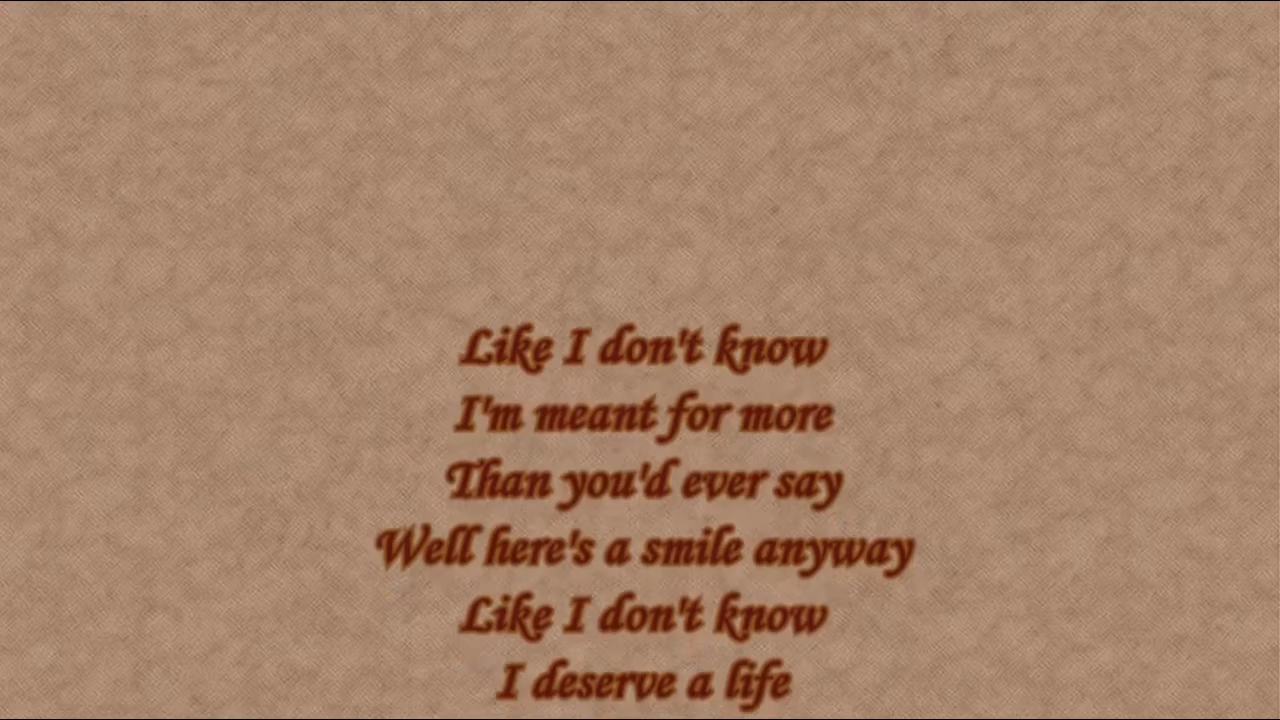 Like I don't know
I'm meant for more
Than you'd ever say
Well here's a smile anyway
Like I don't know
I deserve a life